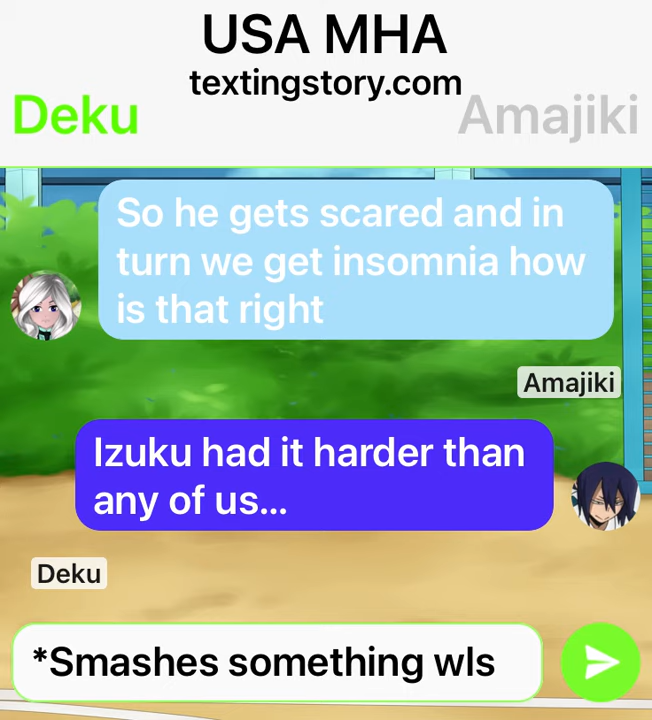 USA MHA
textingstory.com
Deku
Amajiki
So he gets scared and in
turn we get insomnia how
is that right
Amajiki
Izuku had it harder than
any of us...
Deku
*Smashes something wls